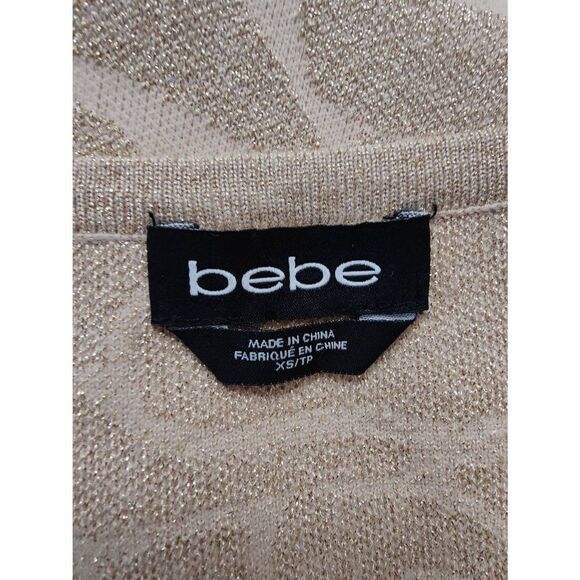 bebe
MADE IN CHINA
FABRIQUÉ EN CHINE
XS/TP